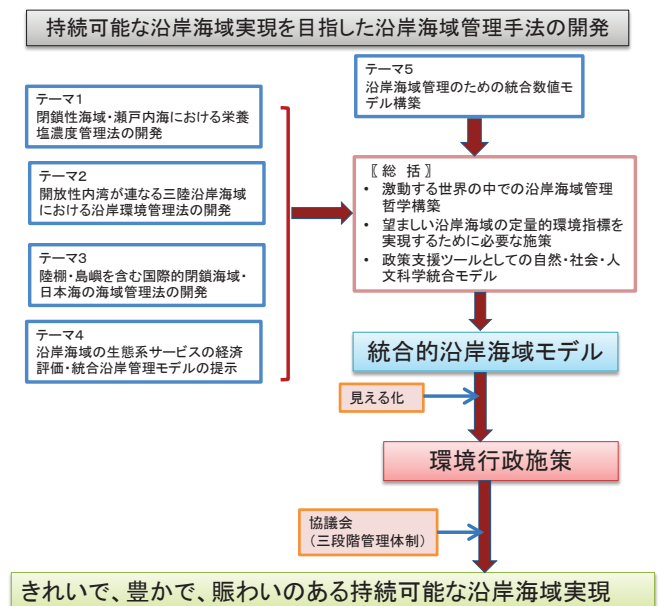 持続可能な沿岸海域実現を目指した沿岸海域管理手法の開発
テーマ1
閉鎖性海域・瀬戸内海における栄養
塩濃度管理法の開発
テーマ2
開放性内湾が連なる三陸沿岸海域
における沿岸環境管理法の開発
テーマ3
陸棚・島嶼を含む国際的閉鎖海域・
日本海の海域管理法の開発
テーマ4
沿岸海域の生態系サービスの経済
評価・統合沿岸管理モデルの提示
テーマ5
沿岸海域管理のための統合数値モ
デル構築
〖 総 括 〗
• 激動する世界の中での沿岸海域管理
哲学構築
• 望ましい沿岸海域の定量的環境指標を
実現するために必要な施策
• 政策支援ツールとしての自然・社会・人
文科学統合モデル
統合的沿岸海域モデル
見える化
環境行政施策
協議会
（三段階管理体制）
きれいで、豊かで、賑わいのある持続可能な沿岸海域実現